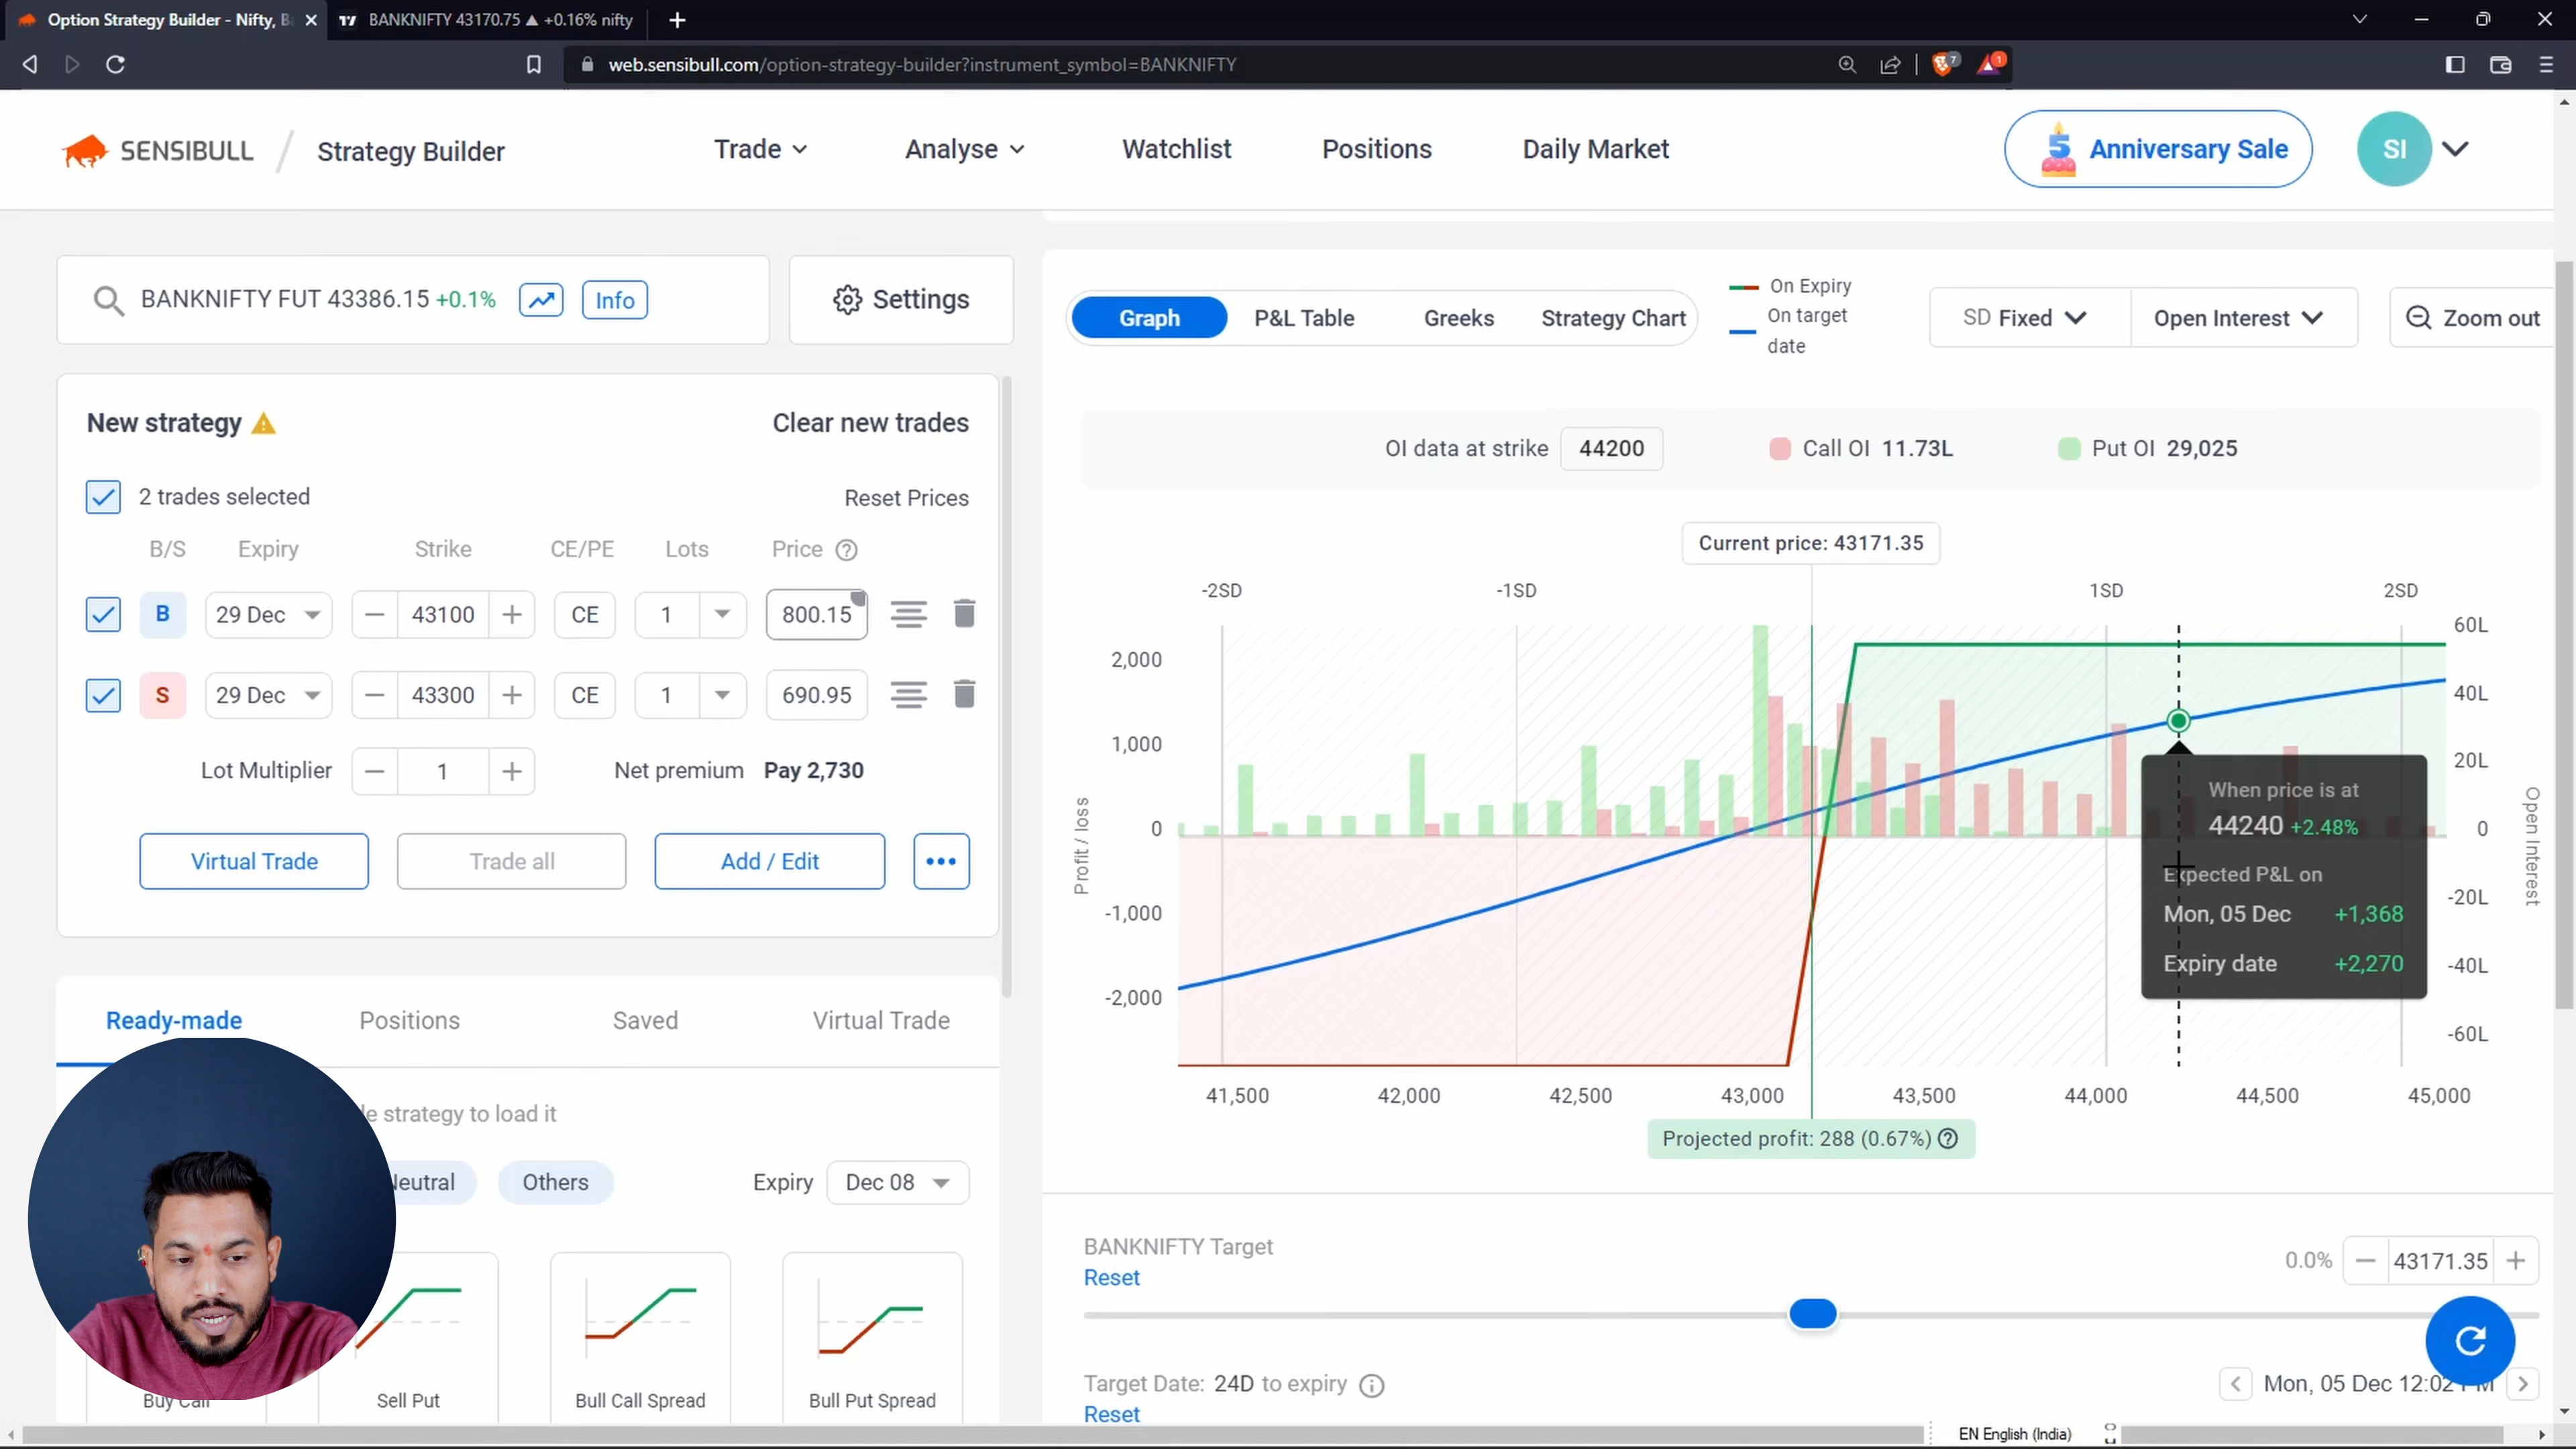 Option Strategy Builder - Nifty, B
BANKNIFTY 43170.75 ▲ +0.16% nifty
web.sensibull.com/option-strategy-builder?instrument_symbol=BANKNIFTY
7
1
SENSIBULL / Strategy Builder
Trade
Analyse
Watchlist
Positions
Daily Market
5
Anniversary Sale
SI
BANKNIFTY FUT 43386.15 +0.1%
Info
Settings
New strategy
Clear new trades
2 trades selected
Reset Prices
B/S Expiry Strike CE/PE Lots Price
B 29 Dec − 43100 + CE 1 800.15
S 29 Dec − 43300 + CE 1 690.95
Lot Multiplier − 1 + Net premium Pay 2,730
Virtual Trade
Trade all
Add / Edit
Ready-made
Positions
Saved
Virtual Trade
strategy to load it
Others
Expiry Dec 08
Sell Put
Bull Call Spread
Bull Put Spread
Graph
P&L Table
Greeks
Strategy Chart
On Expiry
On target
date
SD Fixed
Open Interest
Zoom out
OI data at strike 44200
Call OI 11.73L
Put OI 29,025
Current price: 43171.35
-2SD -1SD 1SD 2SD
Profit / loss
2,000
1,000
0
-1,000
-2,000
60L
40L
20L
0
-20L
-40L
-60L
Open Interest
When price is at
44240 +2.48%
Expected P&L on
Mon, 05 Dec +1,368
Expiry date +2,270
41,500 42,000 42,500 43,000 43,500 44,000 44,500 45,000
Projected profit: 288 (0.67%)
BANKNIFTY Target
Reset
0.0% − 43171.35 +
Target Date: 24D to expiry
Reset
Mon, 05 Dec
EN English (India)